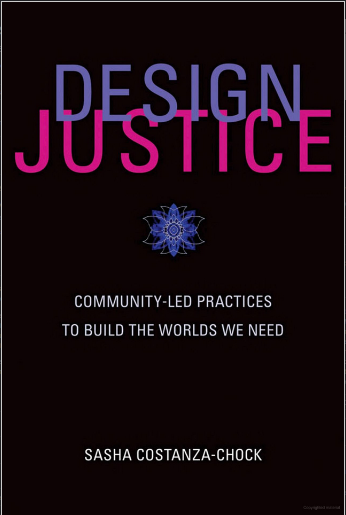 DESIGN
JUSTICE
COMMUNITY-LED PRACTICES
TO BUILD THE WORLDS WE NEED
SASHA COSTANZA-CHOCK